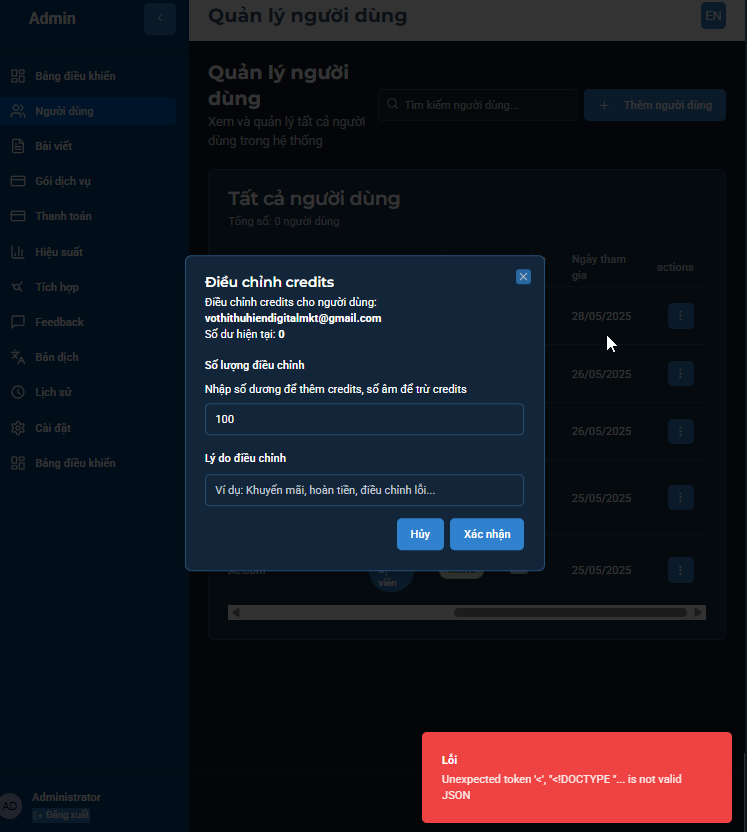 Admin
Quản lý người dùng
EN
Bảng điều khiển
Người dùng
Bài viết
Gói dịch vụ
Thanh toán
Hiệu suất
Tích hợp
Feedback
Bản dịch
Lịch sử
Cài đặt
Bảng điều khiển
Administrator
AD
Đăng xuất
Quản lý người
dùng
Xem và quản lý tất cả người
dùng trong hệ thống
Tìm kiếm người dùng...
+ Thêm người dùng
Tất cả người dùng
Tổng số: 0 người dùng
Ngày tham
gia
actions
28/05/2025
26/05/2025
26/05/2025
25/05/2025
viên
25/05/2025
Điều chỉnh credits
Điều chỉnh credits cho người dùng:
vothithuhiendigitalmkt@gmail.com
Số dư hiện tại: 0
Số lượng điều chỉnh
Nhập số dương để thêm credits, số âm để trừ credits
100
Lý do điều chỉnh
Ví dụ: Khuyến mãi, hoàn tiền, điều chỉnh lỗi...
Hủy
Xác nhận
Lỗi
Unexpected token '<', "<!DOCTYPE "... is not valid
JSON